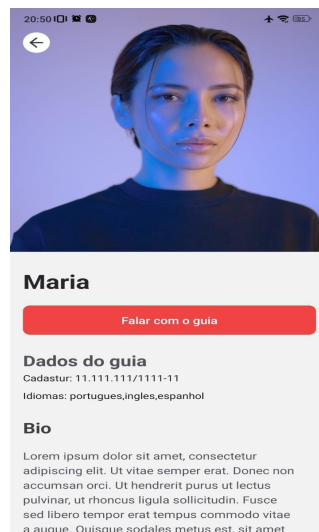 20:50
85
Maria
Falar com o guia
Dados do guia
Cadastur: 11.111.111/1111-11
Idiomas: portugues,ingles,espanhol
Bio
Lorem ipsum dolor sit amet, consectetur
adipiscing elit. Ut vitae semper erat. Donec non
accumsan orci. Ut hendrerit purus ut lectus
pulvinar, ut rhoncus ligula sollicitudin. Fusce
sed libero tempor erat tempus commodo vitae
a augue. Quisque sodales metus est, sit amet